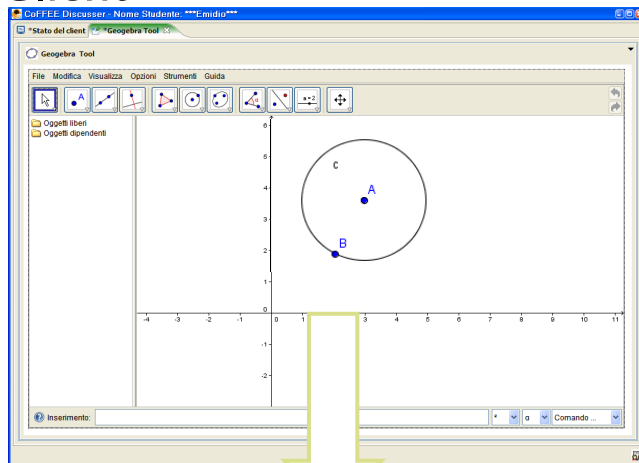 CoFFEE Discusser - Nome Studente: ***Emidio***
*Stato del client *Geogebra Tool
Geogebra Tool
File Modifica Visualizza Opzioni Strumenti Guida
A α a=2
Oggetti liberi
Oggetti dipendenti
6
5
c
4
A
3
B
2
1
0
-4 -3 -2 -1 0 1 3 4 5 6 7 8 9 10 11
-1
-2
Inserimento: ² α Comando ...